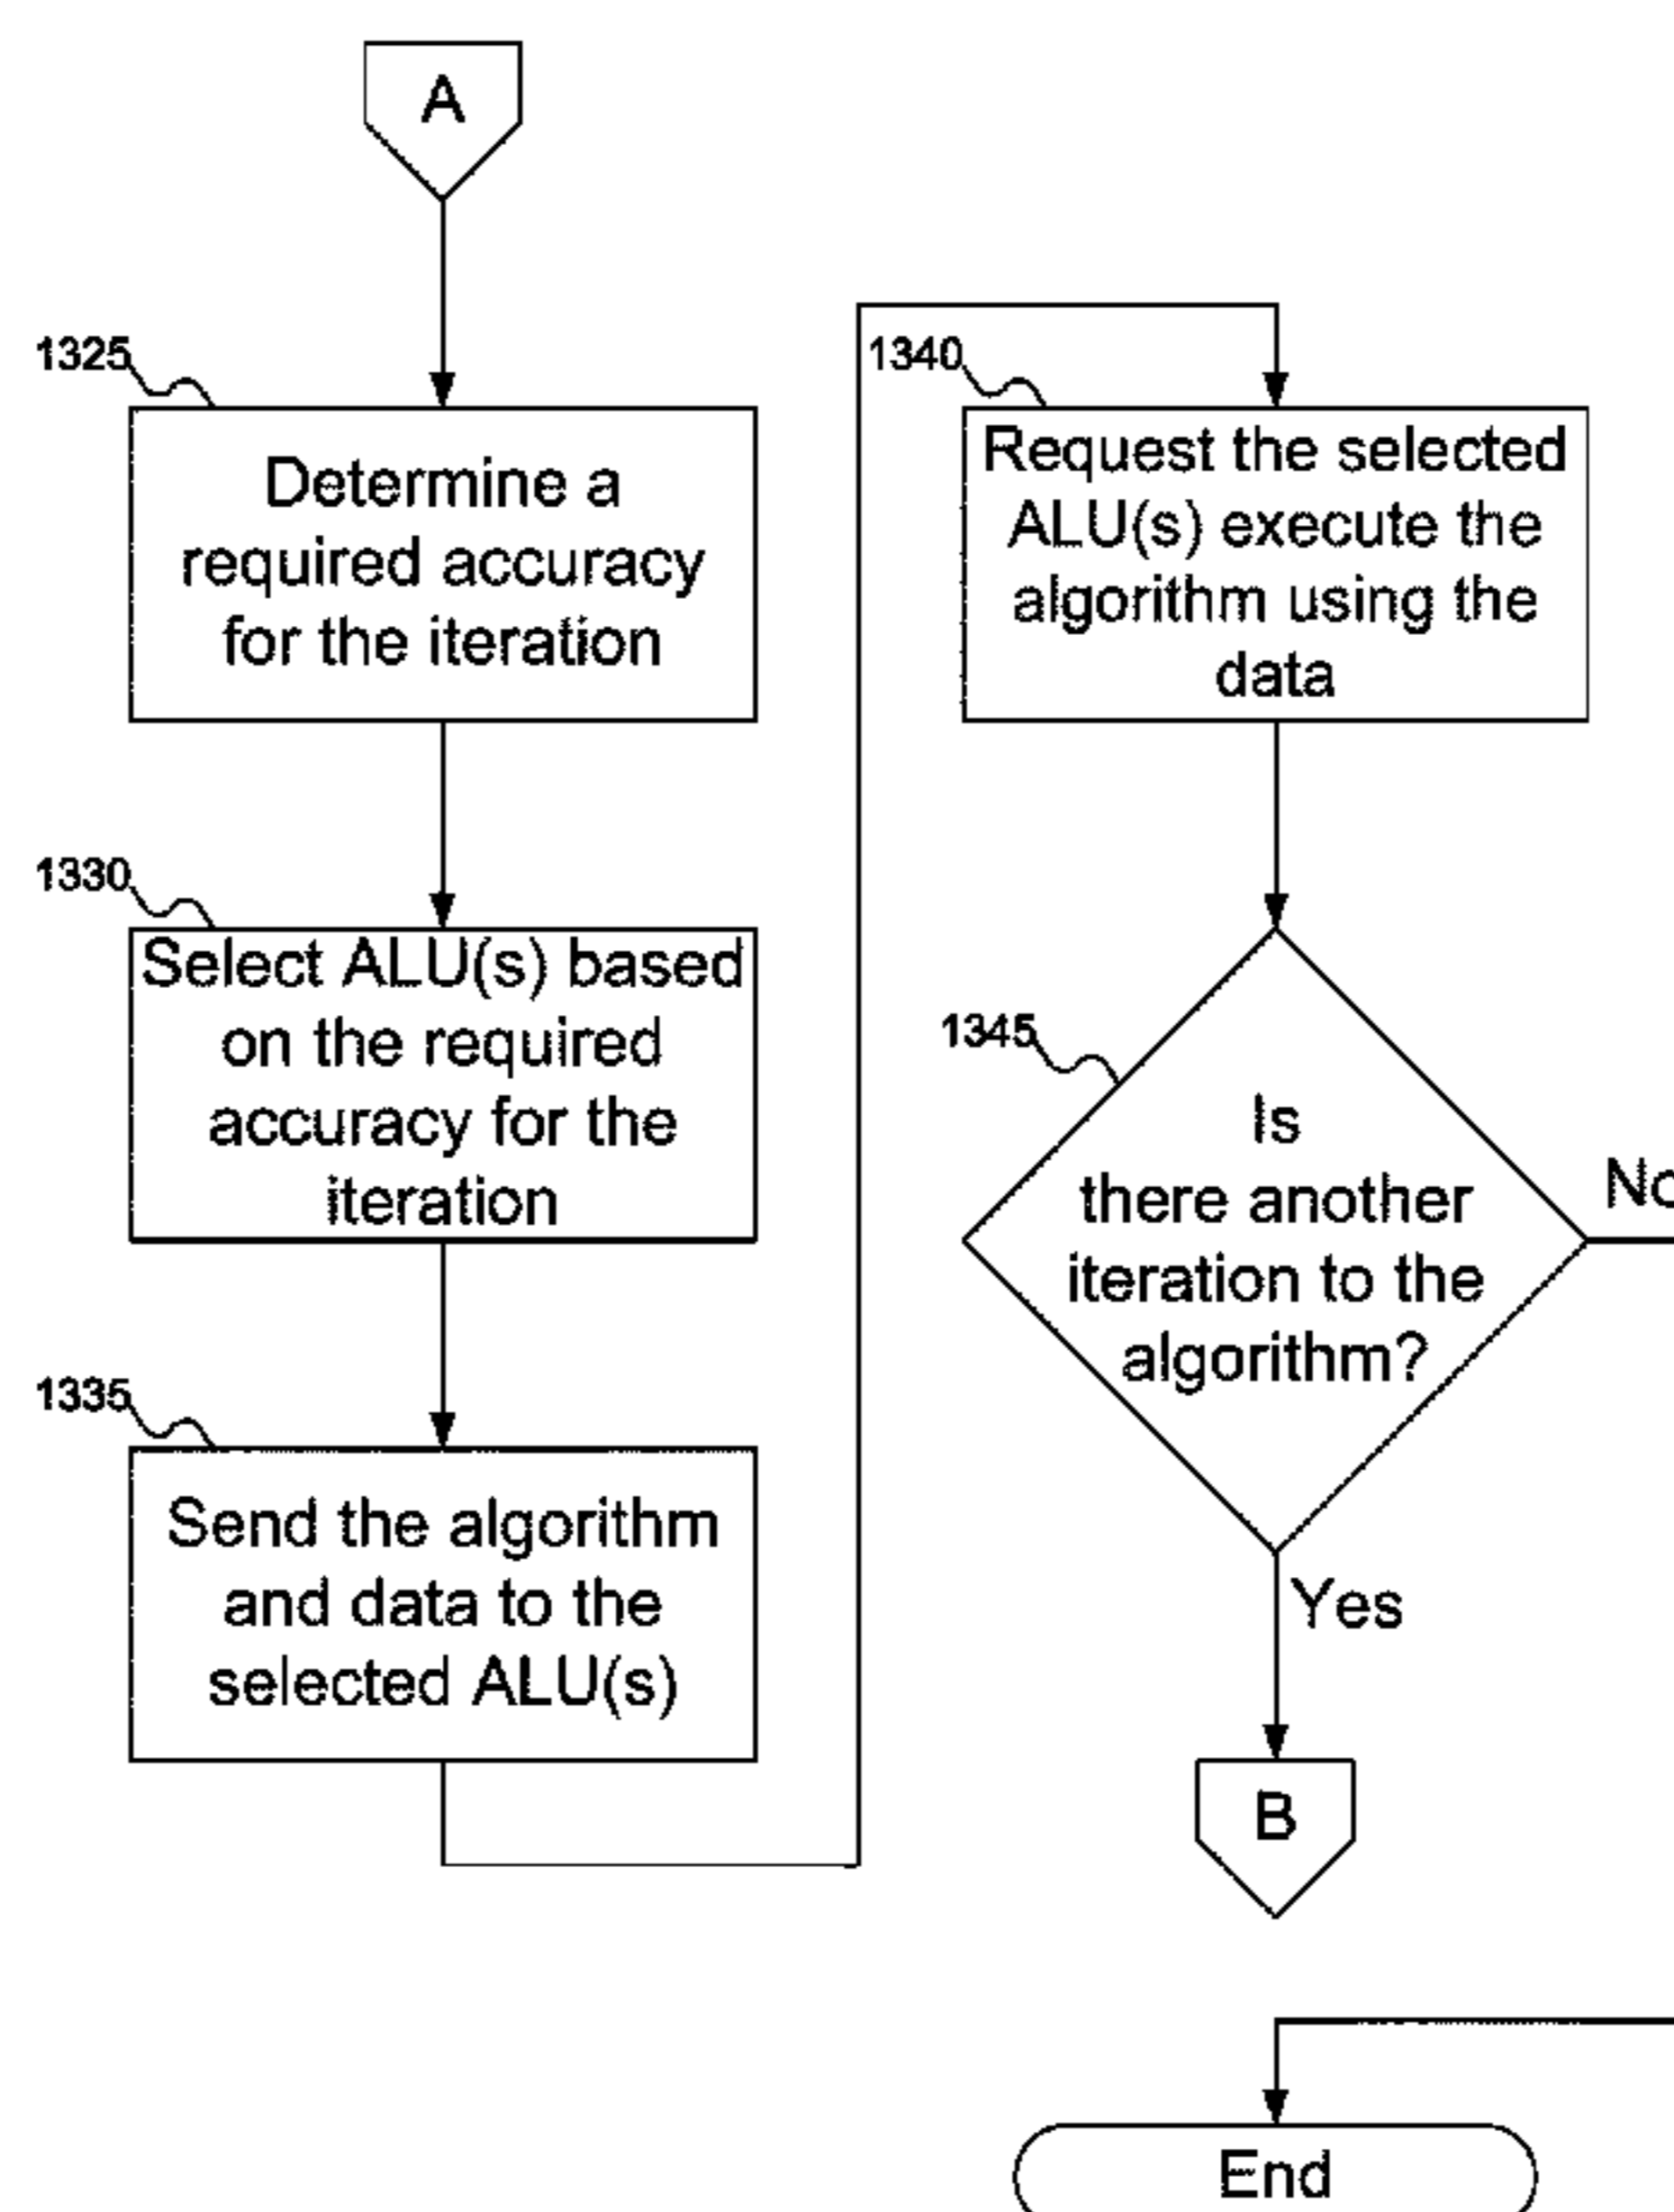 A
1325
Determine a
required accuracy
for the iteration
1330
Select ALU(s) based
on the required
accuracy for the
iteration
1335
Send the algorithm
and data to the
selected ALU(s)
1340
Request the selected
ALU(s) execute the
algorithm using the
data
1345
Is
there another
iteration to the
algorithm?
No
Yes
B
End